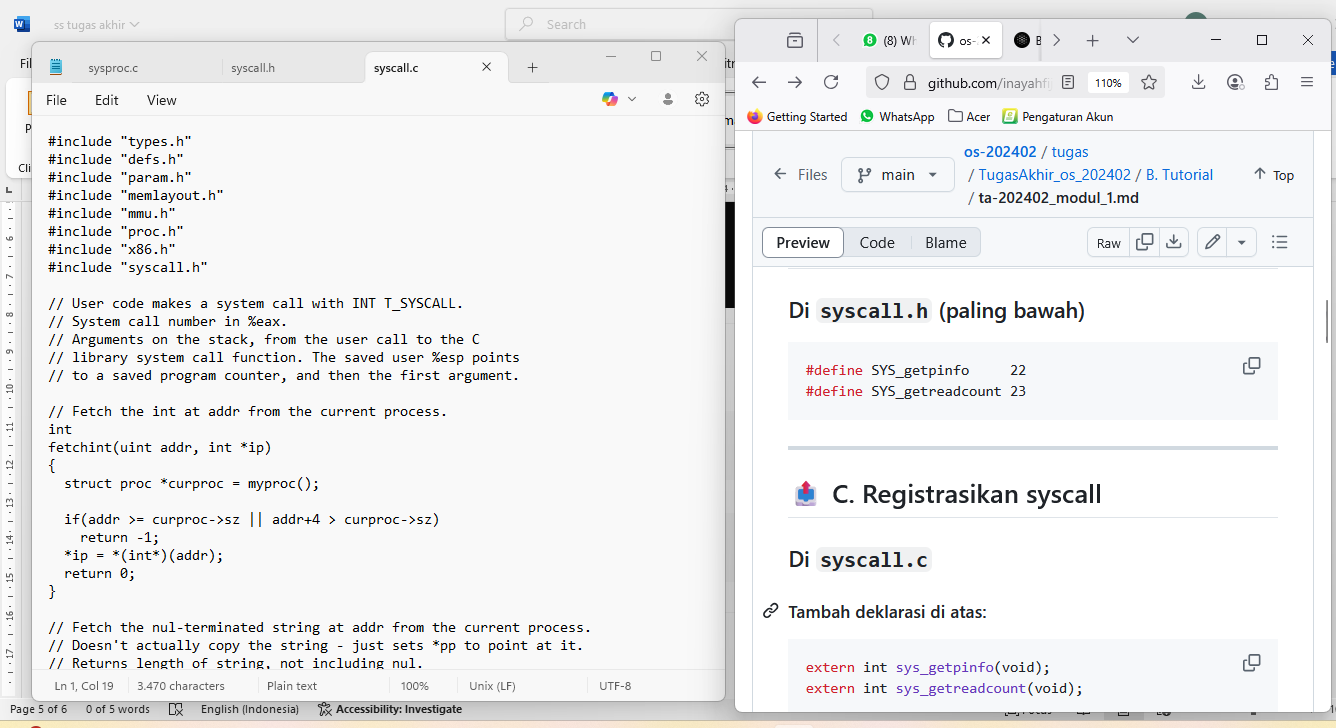 ss tugas akhir
Search
sysproc.c
syscall.h
syscall.c
File
Edit
View
#include "types.h"
#include "defs.h"
#include "param.h"
#include "memlayout.h"
#include "mmu.h"
#include "proc.h"
#include "x86.h"
#include "syscall.h"
// User code makes a system call with INT T_SYSCALL.
// System call number in %eax.
// Arguments on the stack, from the user call to the C
// library system call function. The saved user %esp points
// to a saved program counter, and then the first argument.
// Fetch the int at addr from the current process.
int
fetchint(uint addr, int *ip)
{
struct proc *curproc = myproc();
if(addr >= curproc->sz || addr+4 > curproc->sz)
return -1;
*ip = *(int*)(addr);
return 0;
}
// Fetch the nul-terminated string at addr from the current process.
// Doesn't actually copy the string - just sets *pp to point at it.
// Returns length of string, not including nul.
Ln 1, Col 19
3.470 characters
Plain text
100%
Unix (LF)
UTF-8
Page 5 of 6
0 of 5 words
English (Indonesia)
Accessibility: Investigate
8
(8) Wh
os-
github.com/inayahfi
110%
Getting Started
WhatsApp
Acer
Pengaturan Akun
Files
main
os-202402 / tugas
/ TugasAkhir_os_202402 / B. Tutorial
/ ta-202402_modul_1.md
Top
Preview
Code
Blame
Raw
Di syscall.h (paling bawah)
#define SYS_getpinfo 22
#define SYS_getreadcount 23
C. Registrasikan syscall
Di syscall.c
Tambah deklarasi di atas:
extern int sys_getpinfo(void);
extern int sys_getreadcount(void);